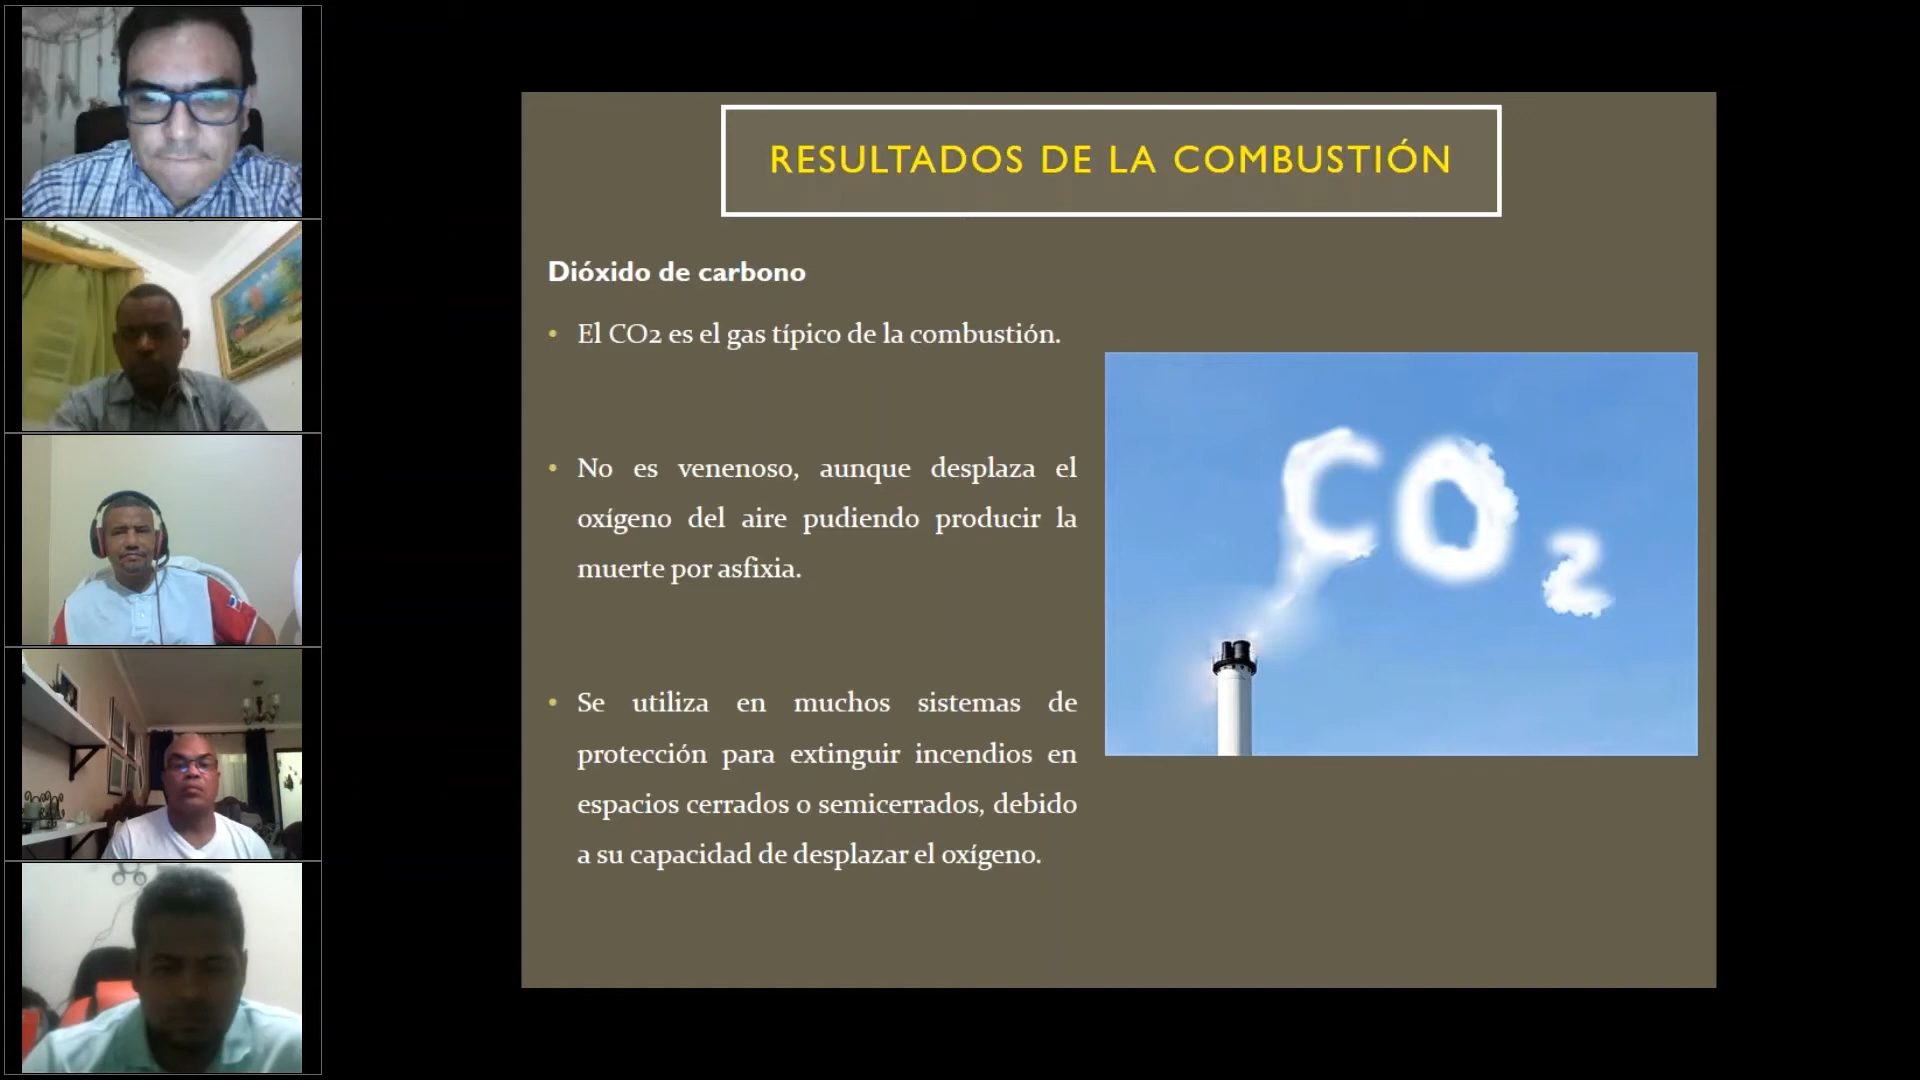 RESULTADOS DE LA COMBUSTIÓN
Dióxido de carbono
• El CO2 es el gas típico de la combustión.
• No es venenoso, aunque desplaza el
oxígeno del aire pudiendo producir la
muerte por asfixia.
• Se utiliza en muchos sistemas de
protección para extinguir incendios en
espacios cerrados o semicerrados, debido
a su capacidad de desplazar el oxígeno.
CO2